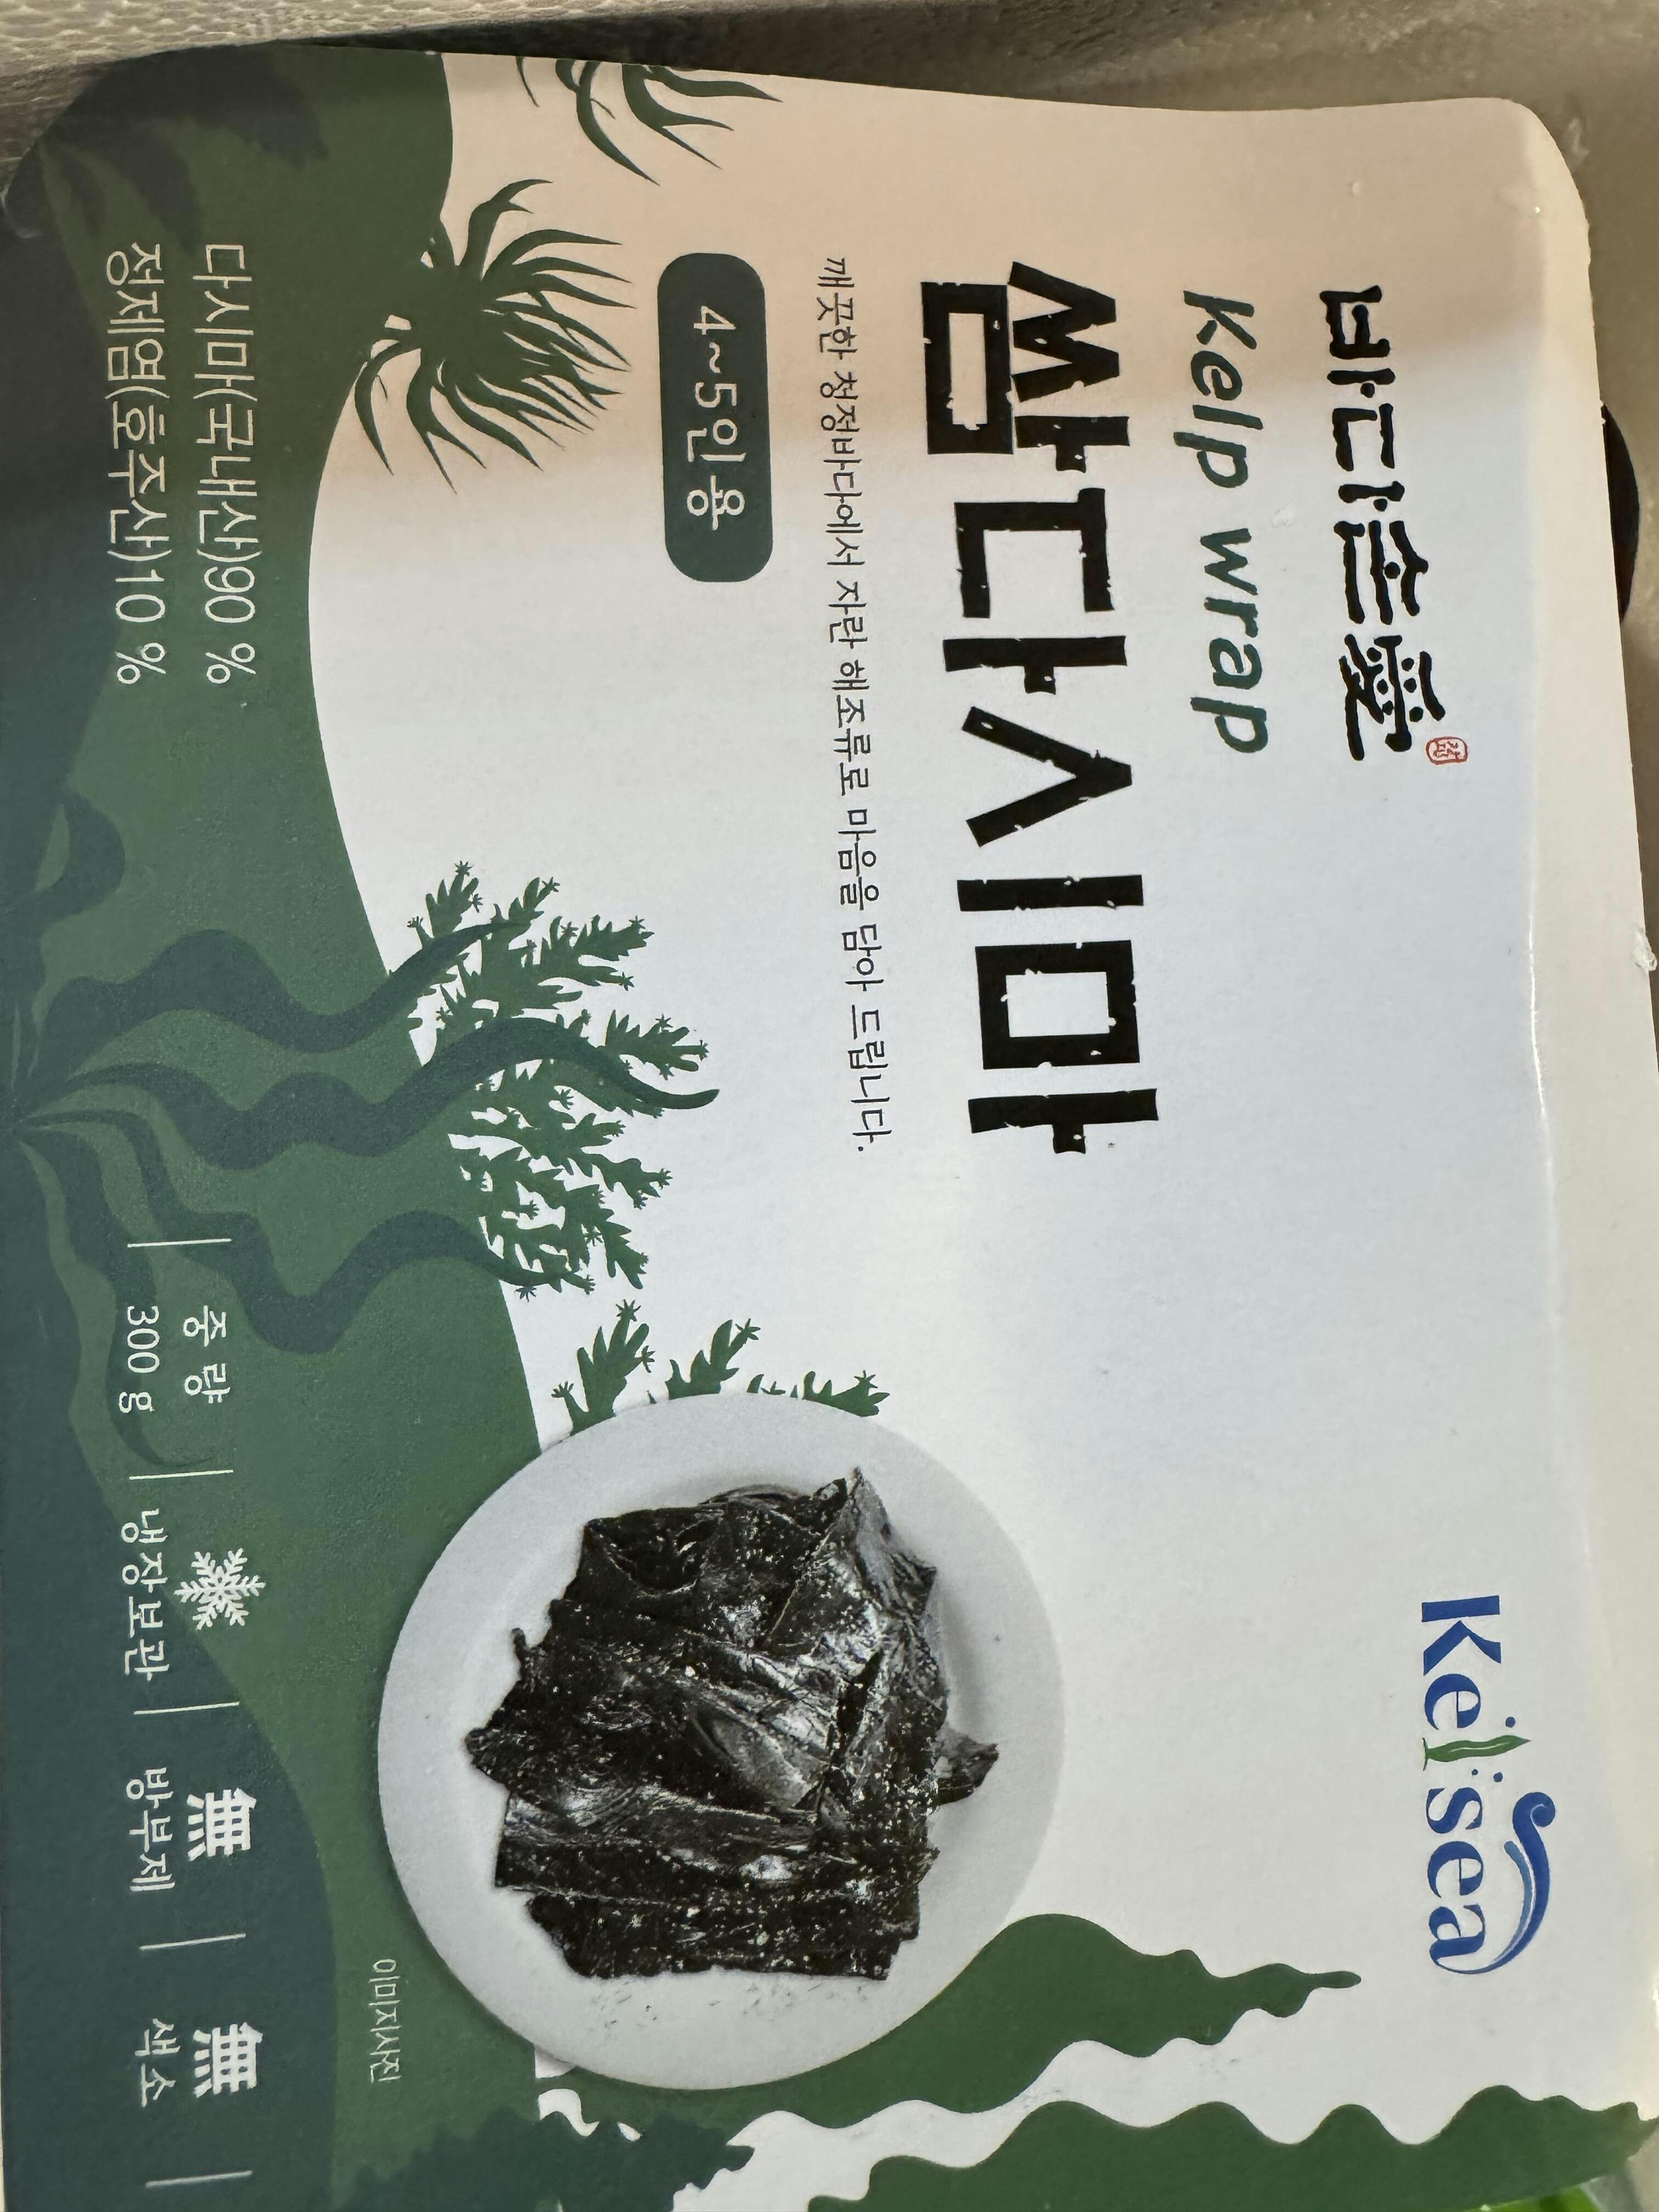 바다손愛
Kelp wrap
쌈다시마
깨끗한 청정바다에서 자란 해조류로 마음을 담아 드립니다.
4~5인용
Kelsea
이미지사진
다시마(국내산)90 %
정제염(호주산)10 %
중량
300 g
냉장보관
無
방부제
無
색소